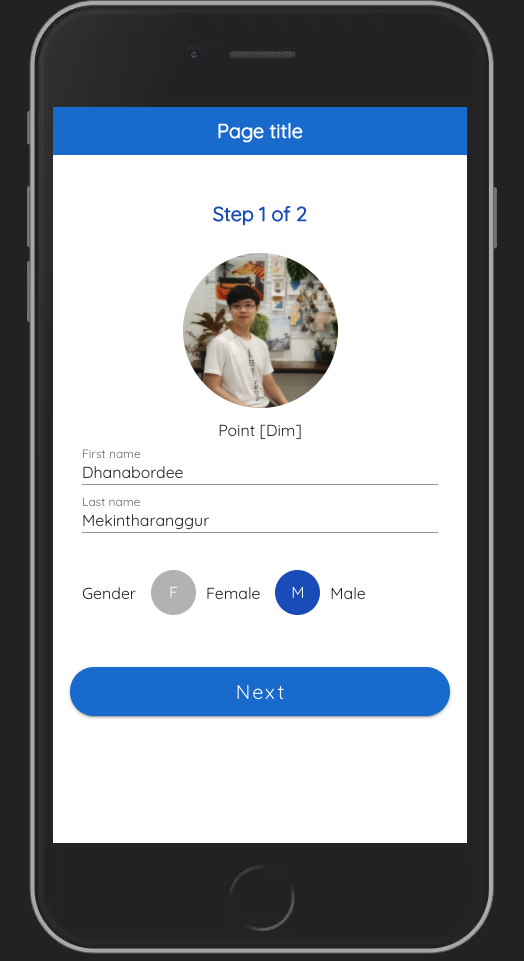 Page title
Step 1 of 2
Point [Dim]
First name
Dhanabordee
Last name
Mekintharanggur
Gender F Female M Male
Next